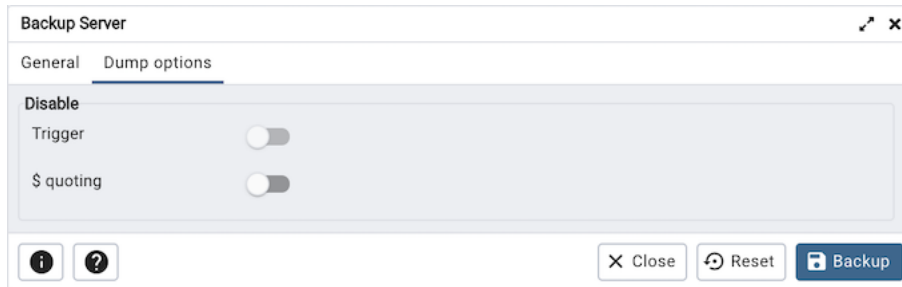 Backup Server
General Dump options
Disable
Trigger
$ quoting
Close Reset Backup